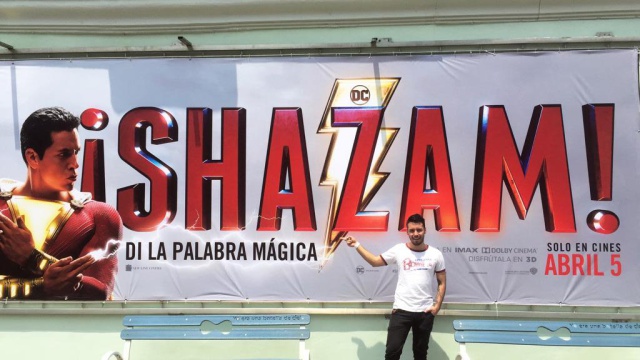 DC
¡SHAZAM!
DI LA PALABRA MÁGICA
EN IMAX DOLBY CINEMA
DISFRÚTALA EN 3D
SOLO EN CINES
ABRIL 5